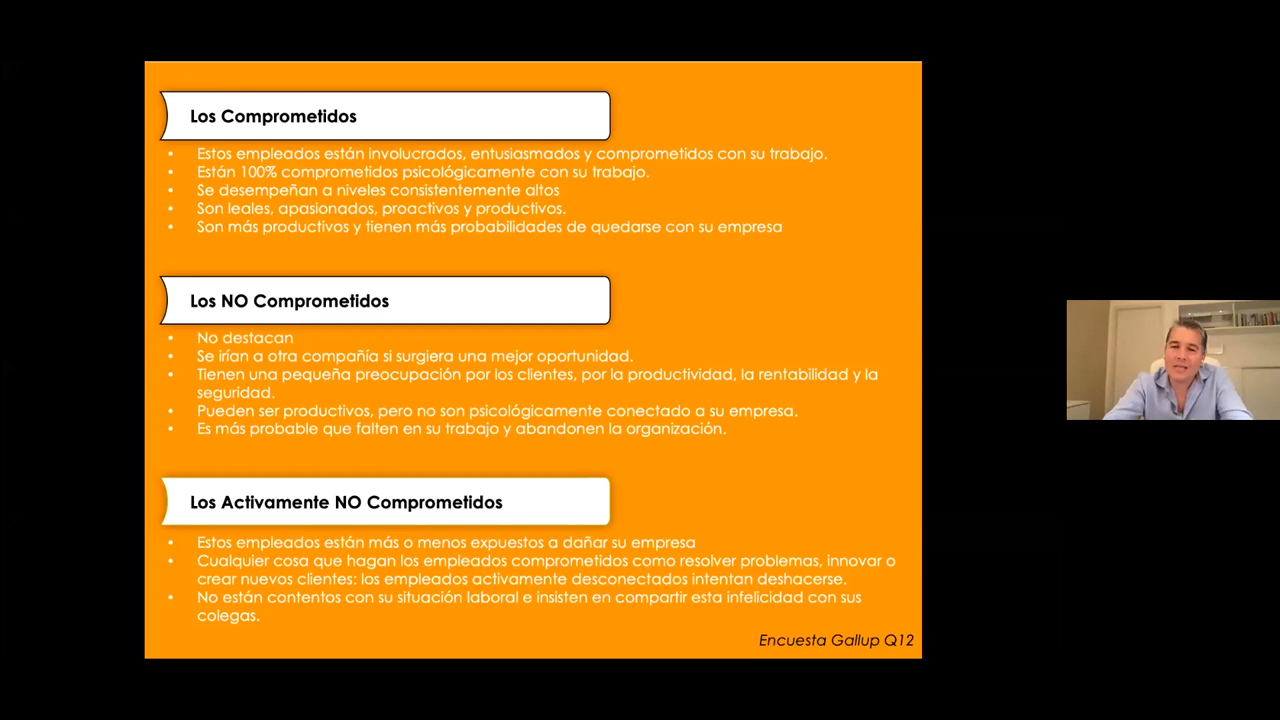 Los Comprometidos
• Estos empleados están involucrados, entusiasmados y comprometidos con su trabajo.
• Están 100% comprometidos psicológicamente con su trabajo.
• Se desempeñan a niveles consistentemente altos
• Son leales, apasionados, proactivos y productivos.
• Son más productivos y tienen más probabilidades de quedarse con su empresa
Los NO Comprometidos
• No destacan
• Se irían a otra compañía si surgiera una mejor oportunidad.
• Tienen una pequeña preocupación por los clientes, por la productividad, la rentabilidad y la
seguridad.
• Pueden ser productivos, pero no son psicológicamente conectado a su empresa.
• Es más probable que falten en su trabajo y abandonen la organización.
Los Activamente NO Comprometidos
• Estos empleados están más o menos expuestos a dañar su empresa
• Cualquier cosa que hagan los empleados comprometidos como resolver problemas, innovar o
crear nuevos clientes: los empleados activamente desconectados intentan deshacerse.
• No están contentos con su situación laboral e insisten en compartir esta infelicidad con sus
colegas.
Encuesta Gallup Q12